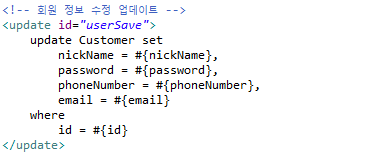 <!-- 회원 정보 수정 업데이트 -->
<update id="userSave">
update Customer set
nickName = #{nickName},
password = #{password},
phoneNumber = #{phoneNumber},
email = #{email}
where
id = #{id}
</update>